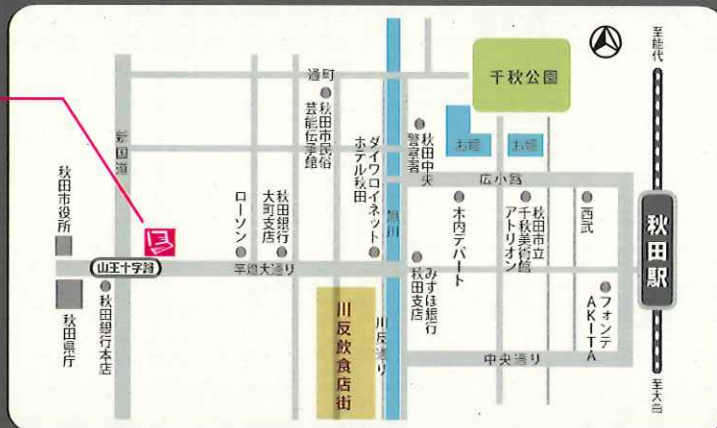 至能代
千秋公園
通町
秋田市民俗
芸能伝承館
新国道
ダイワロイネット
ホテル秋田
秋田中央
警察署
お堀
お堀
広小路
秋田市役所
ローソン
秋田銀行
大町支店
旭川
木内デパート
秋田市立
千秋美術館
アトリオン
西武
秋田駅
山王十字路
竿燈大通り
秋田県庁
秋田銀行本店
川反飲食店街
川反通り
みずほ銀行
秋田支店
フォンテ
AKITA
中央通り
至大曲